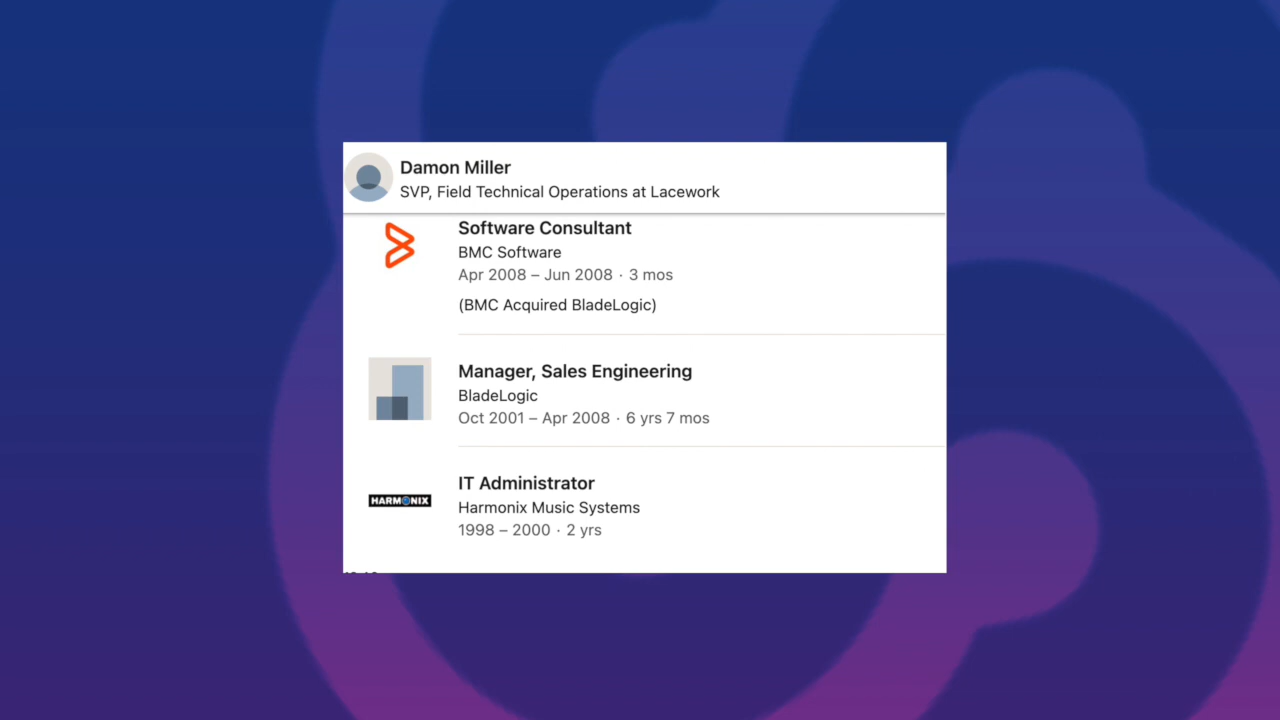 Damon Miller
SVP, Field Technical Operations at Lacework
Software Consultant
BMC Software
Apr 2008 – Jun 2008 · 3 mos
(BMC Acquired BladeLogic)
Manager, Sales Engineering
BladeLogic
Oct 2001 – Apr 2008 · 6 yrs 7 mos
IT Administrator
HARMONIX
Harmonix Music Systems
1998 – 2000 · 2 yrs